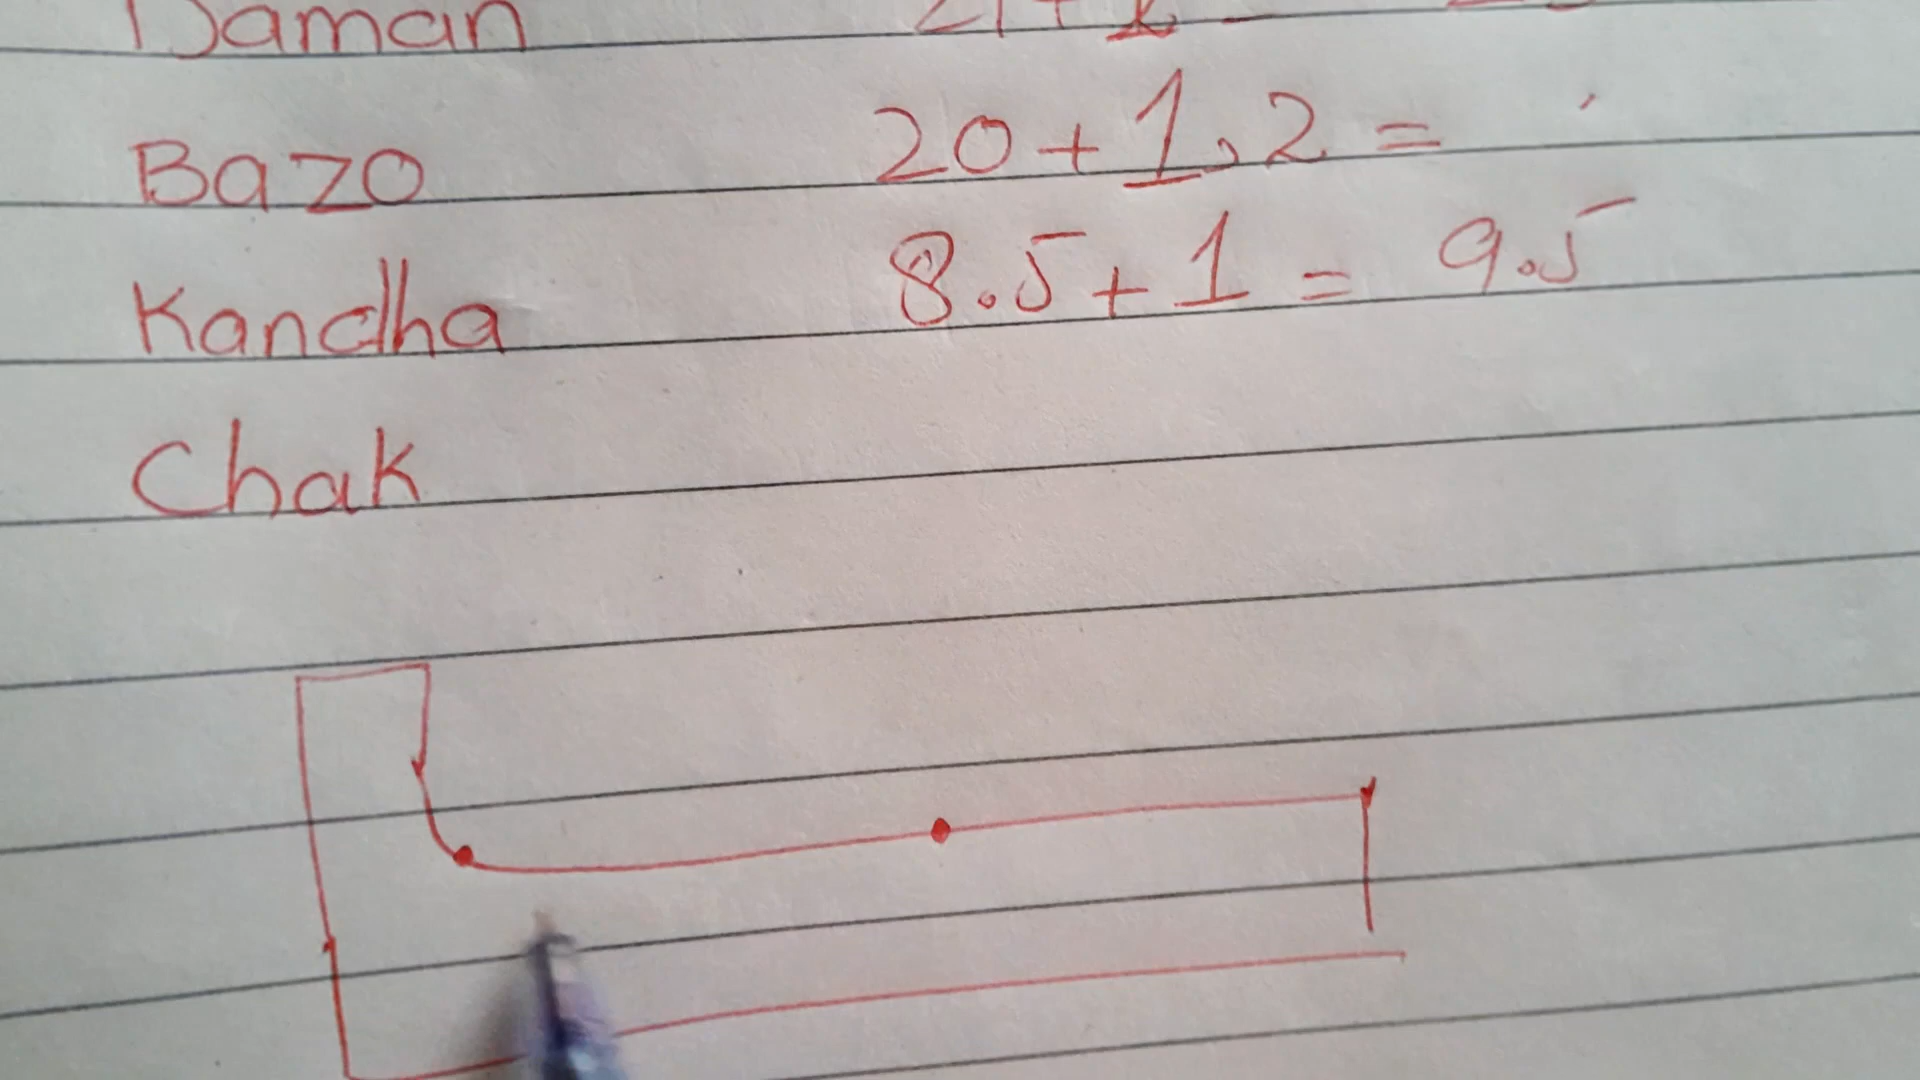 Daman
Bazo 20+1,2 =
Kandha 8.5+1 = 9.5
Chak